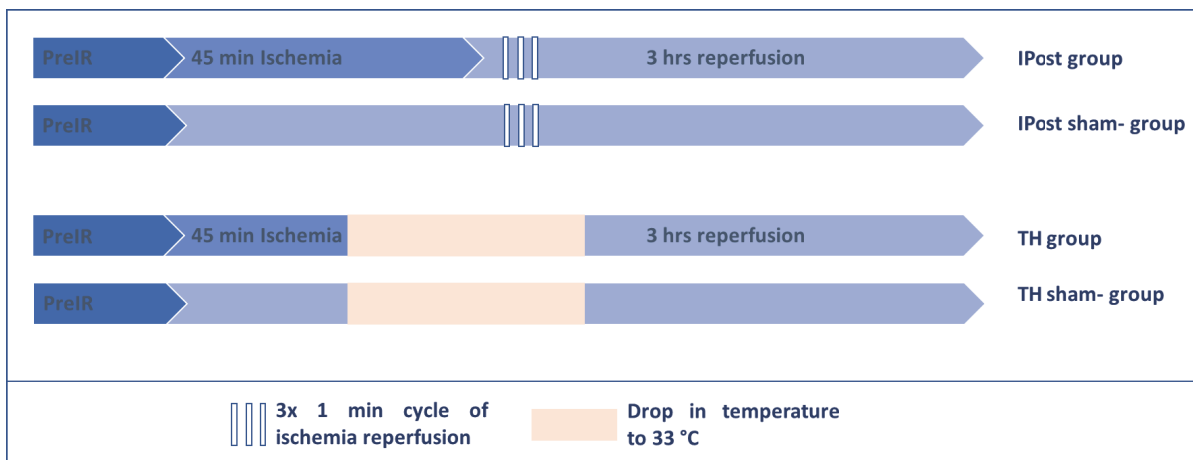 PreIR 45 min Ischemia 3 hrs reperfusion IPost group
PreIR IPost sham- group
PreIR 45 min Ischemia 3 hrs reperfusion TH group
PreIR TH sham- group
3x 1 min cycle of
ischemia reperfusion
Drop in temperature
to 33 °C